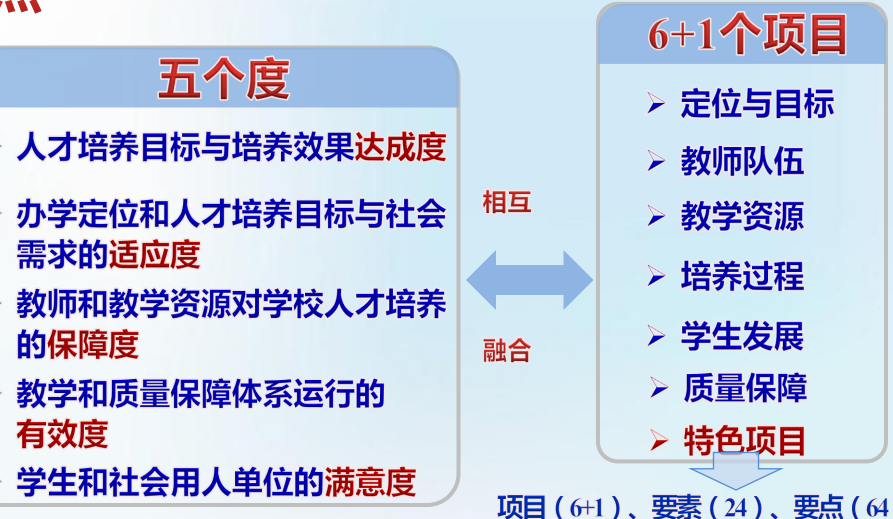 五个度
人才培养目标与培养效果达成度
办学定位和人才培养目标与社会
需求的适应度
教师和教学资源对学校人才培养
的保障度
教学和质量保障体系运行的
有效度
学生和社会用人单位的满意度
相互
融合
6+1个项目
定位与目标
教师队伍
教学资源
培养过程
学生发展
质量保障
特色项目
项目（6+1）、要素（24）、要点（64